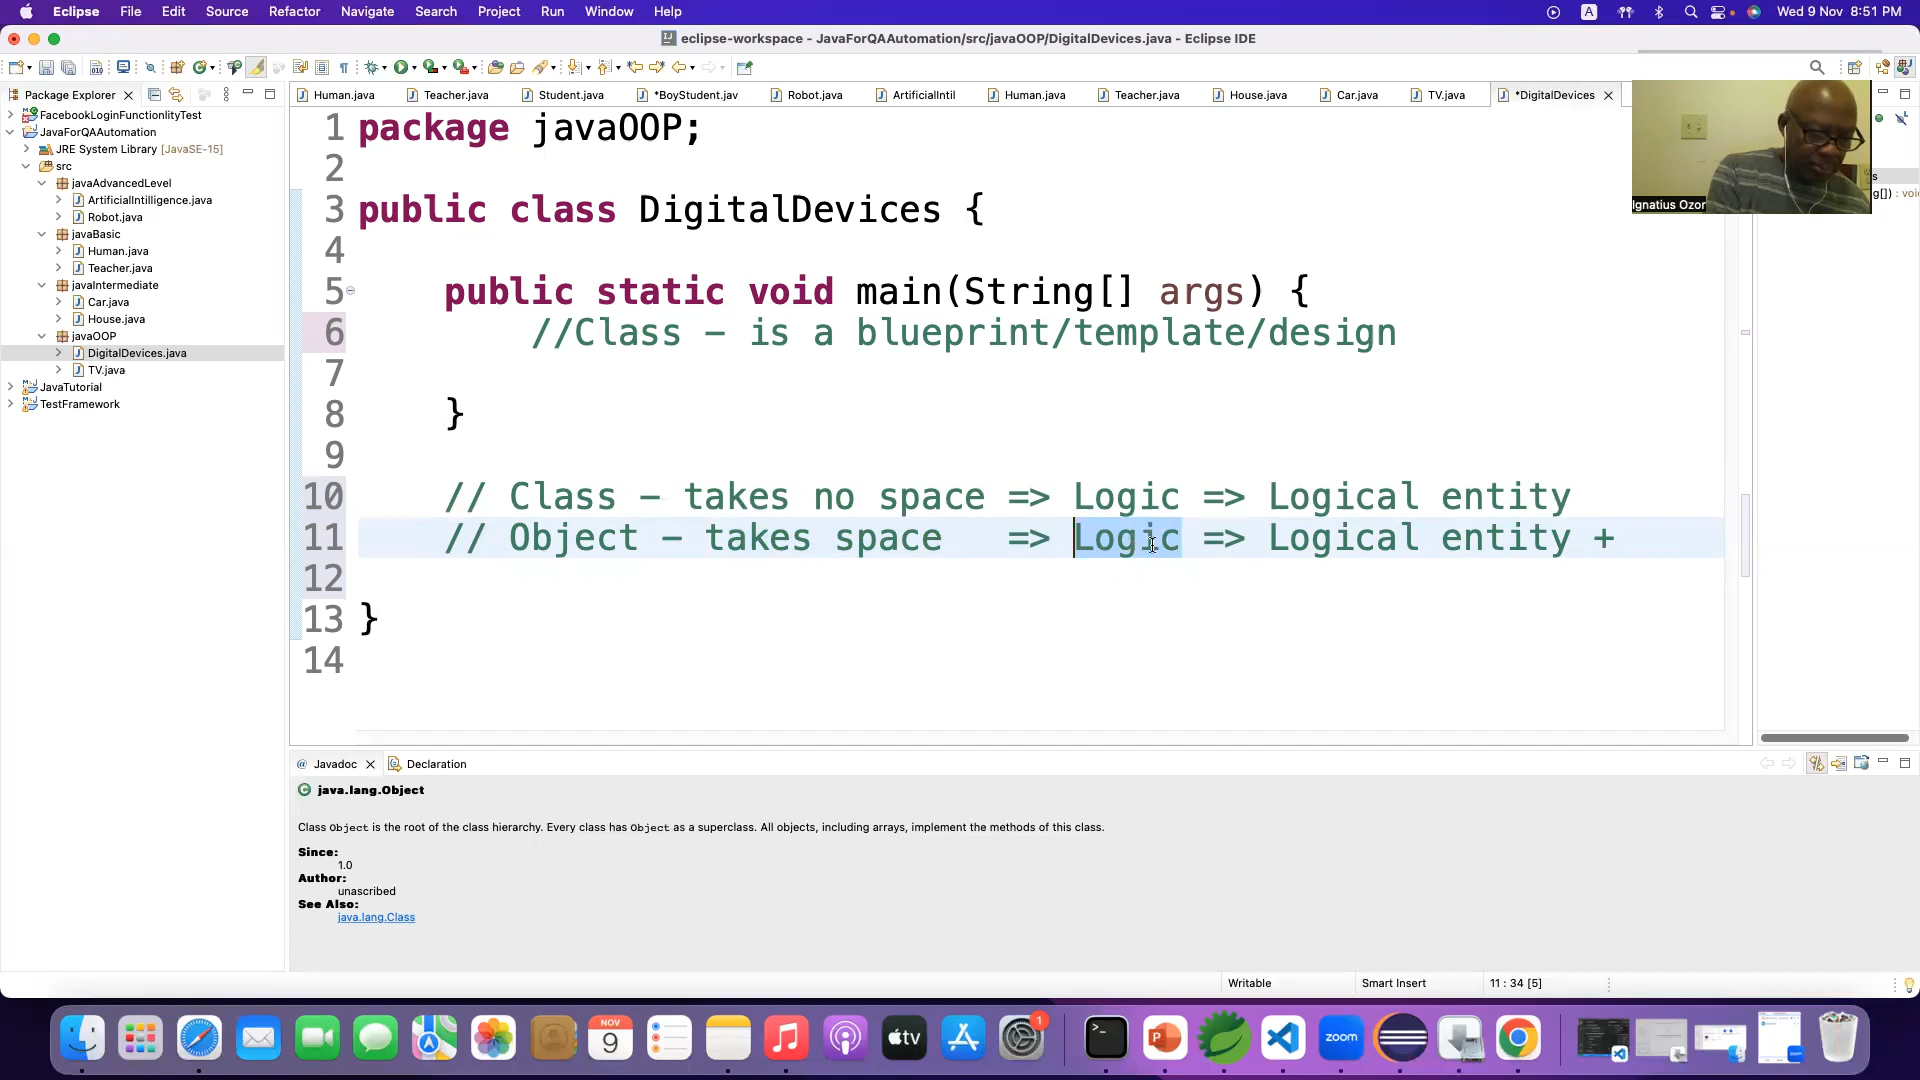 Eclipse File Edit Source Refactor Navigate Search Project Run Window Help
A
Wed 9 Nov 8:51 PM
eclipse-workspace - JavaForQAAutomation/src/javaOOP/DigitalDevices.java - Eclipse IDE
Package Explorer
FacebookLoginFunctionlityTest
JavaForQAAutomation
JRE System Library [JavaSE-15]
src
javaAdvancedLevel
ArtificialIntilligence.java
Robot.java
javaBasic
Human.java
Teacher.java
javaIntermediate
Car.java
House.java
javaOOP
DigitalDevices.java
TV.java
JavaTutorial
TestFramework
Human.java Teacher.java Student.java *BoyStudent.jav Robot.java ArtificialIntil Human.java Teacher.java House.java Car.java TV.java *DigitalDevices
1 package javaOOP;
2
3 public class DigitalDevices {
4
5 public static void main(String[] args) {
6 //Class – is a blueprint/template/design
7
8 }
9
10 // Class – takes no space => Logic => Logical entity
11 // Object – takes space => Logic => Logical entity +
12
13 }
14
Ignatius Ozor
s
g[]) : voi
@ Javadoc Declaration
java.lang.Object
Class Object is the root of the class hierarchy. Every class has Object as a superclass. All objects, including arrays, implement the methods of this class.
Since:
1.0
Author:
unascribed
See Also:
java.lang.Class
Writable Smart Insert 11 : 34 [5]
NOV
9
tv
1
zoom